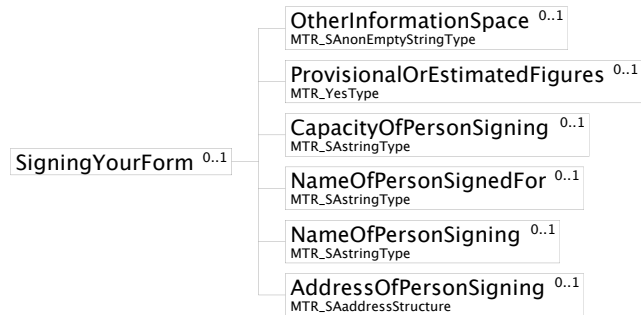 OtherInformationSpace 0..1
MTR_SAnonEmptyStringType
ProvisionalOrEstimatedFigures 0..1
MTR_YesType
CapacityOfPersonSigning 0..1
MTR_SAstringType
SigningYourForm 0..1
NameOfPersonSignedFor 0..1
MTR_SAstringType
NameOfPersonSigning 0..1
MTR_SAstringType
AddressOfPersonSigning 0..1
MTR_SAaddressStructure